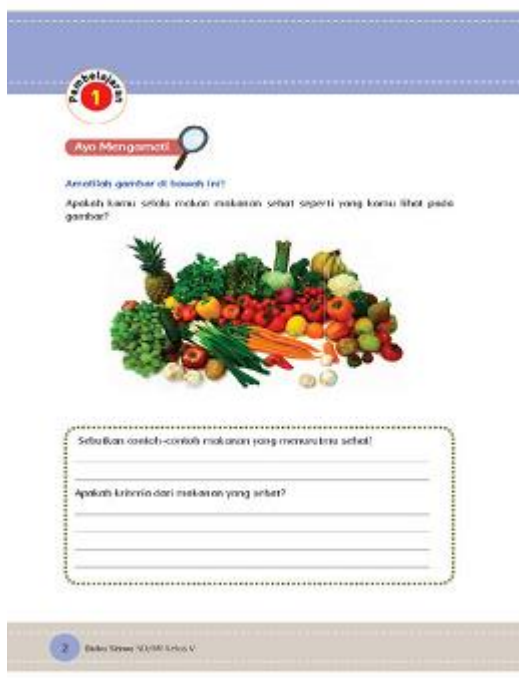 Pembelajaran
1
Ayo Mengamati
Amatilah gambar di bawah ini!
Apakah kamu selalu makan makanan sehat seperti yang kamu lihat pada
gambar?
Sebutkan contoh-contoh makanan yang menurutmu sehat!
Apakah kriteria dari makanan yang sehat?
2 Buku Siswa SD/MI Kelas V